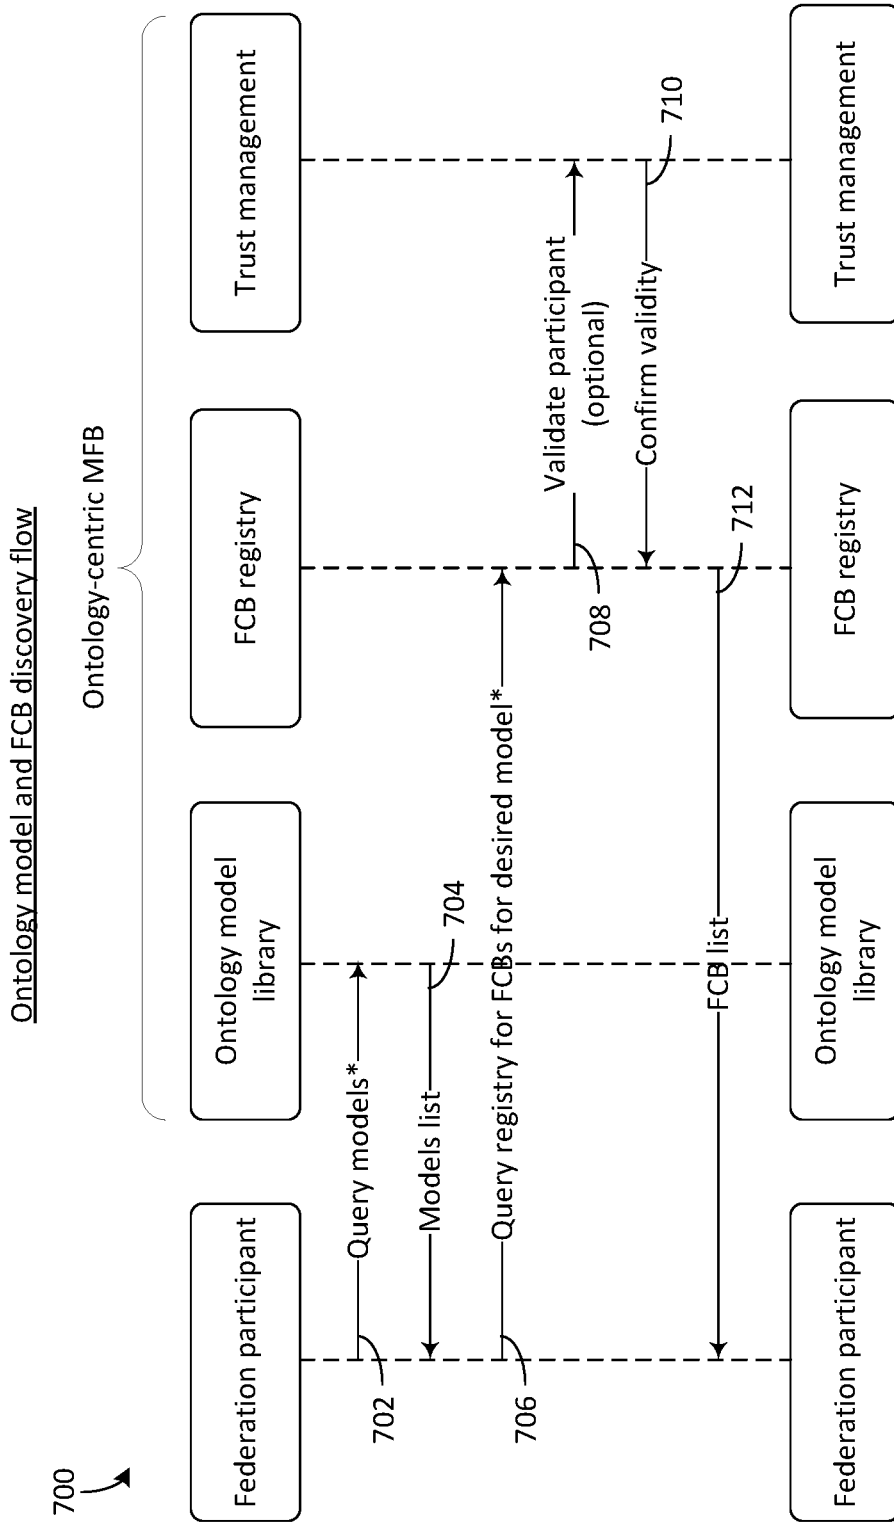 Ontology model and FCB discovery flow
700
Ontology-centric MFB
Federation participant
Ontology model
library
FCB registry
Trust management
Query models*
702
Models list
704
Query registry for FCBs for desired model*
706
Validate participant
(optional)
708
Confirm validity
710
FCB list
712
Federation participant
Ontology model
library
FCB registry
Trust management